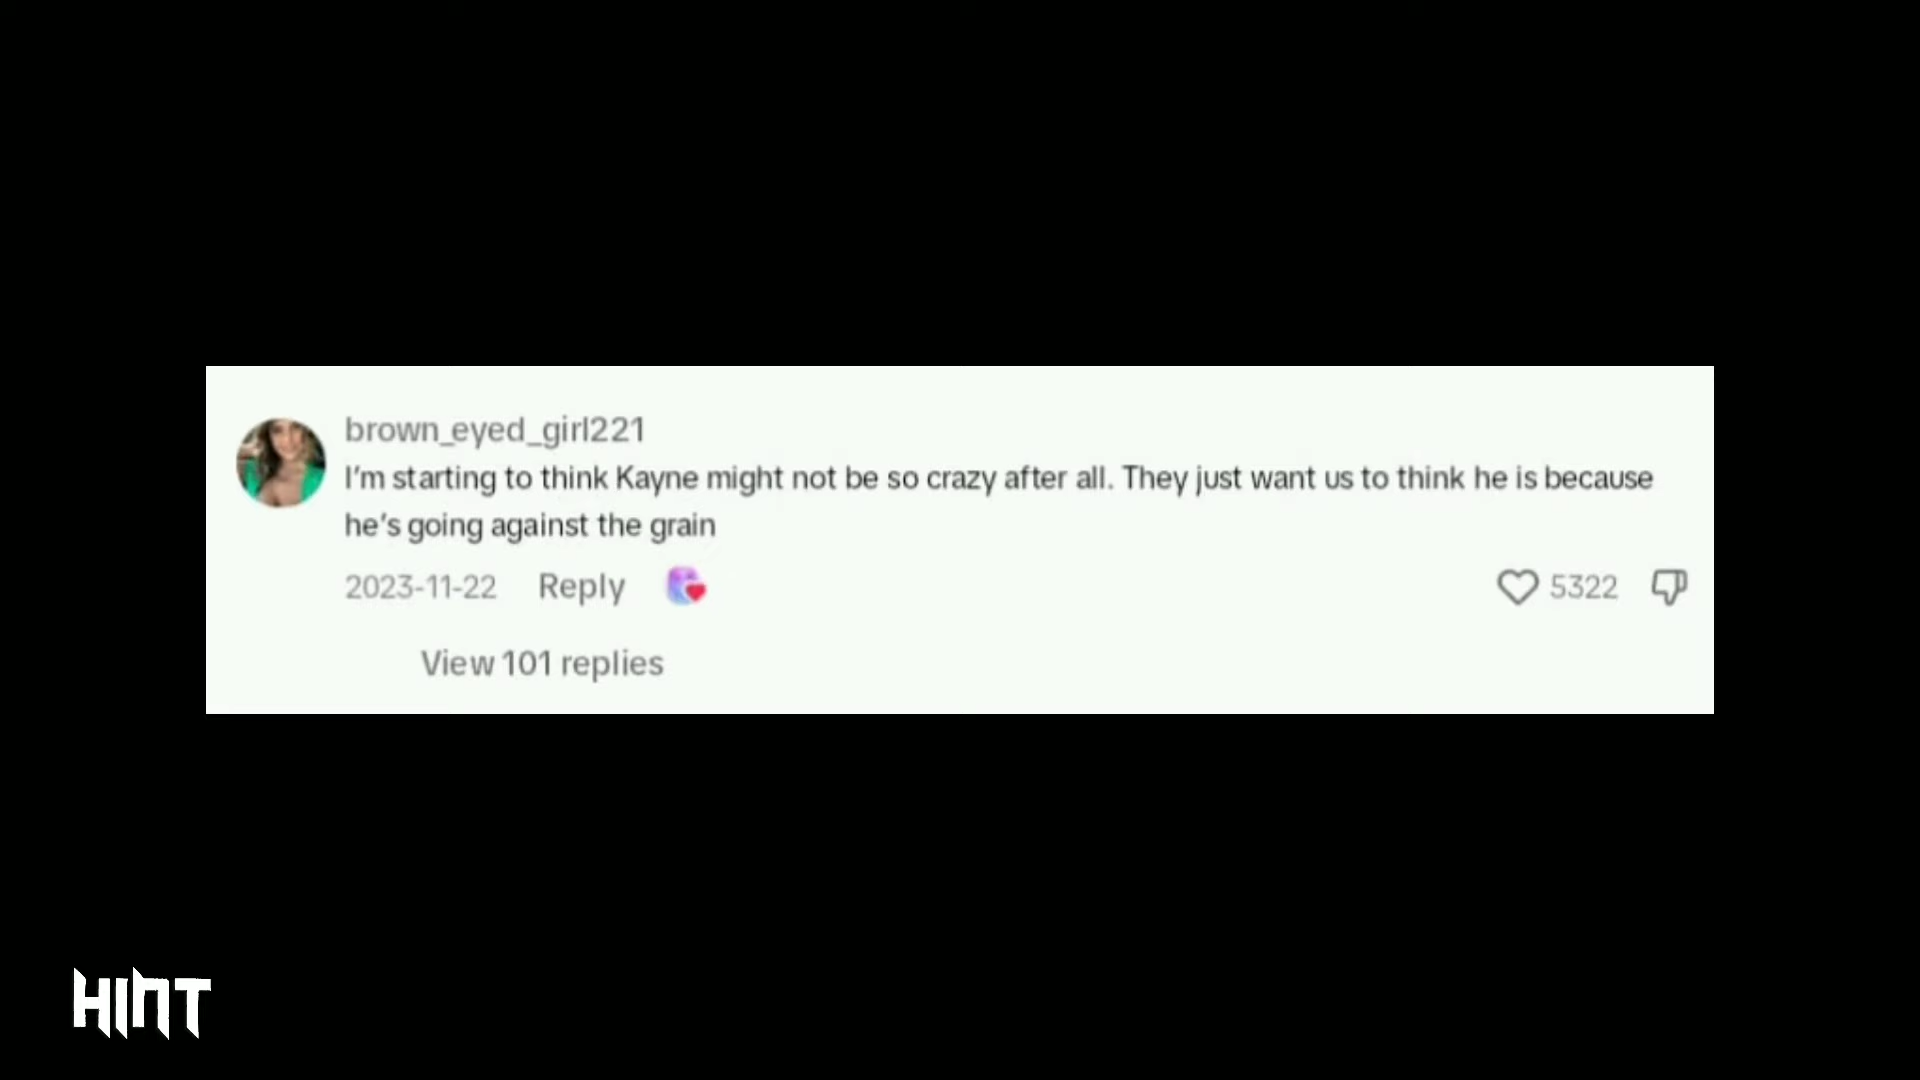 brown_eyed_girl221
I'm starting to think Kayne might not be so crazy after all. They just want us to think he is because
he's going against the grain
2023-11-22 Reply 5322
View 101 replies
HINT